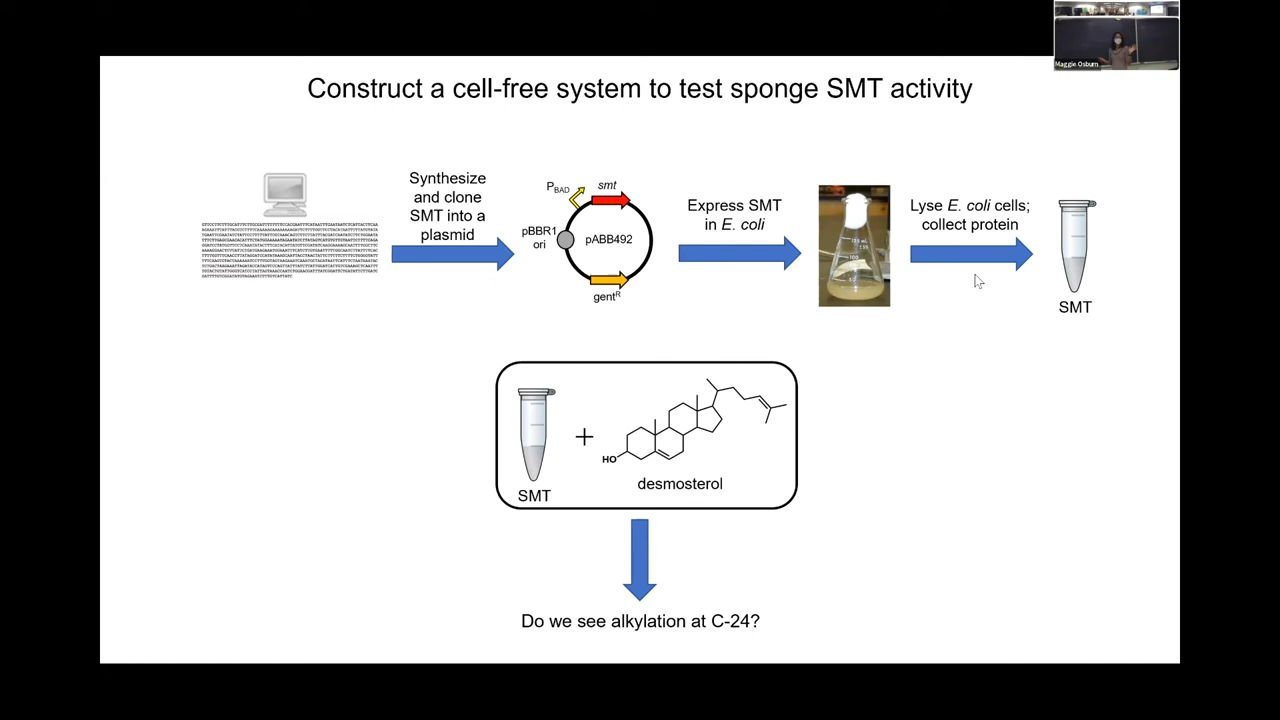 Maggie Osburn
Construct a cell-free system to test sponge SMT activity
Synthesize
and clone
SMT into a
plasmid
PBAD
smt
pBBR1
ori
pABB492
gentR
Express SMT
in E. coli
Lyse E. coli cells;
collect protein
SMT
SMT
+
HO
desmosterol
Do we see alkylation at C-24?